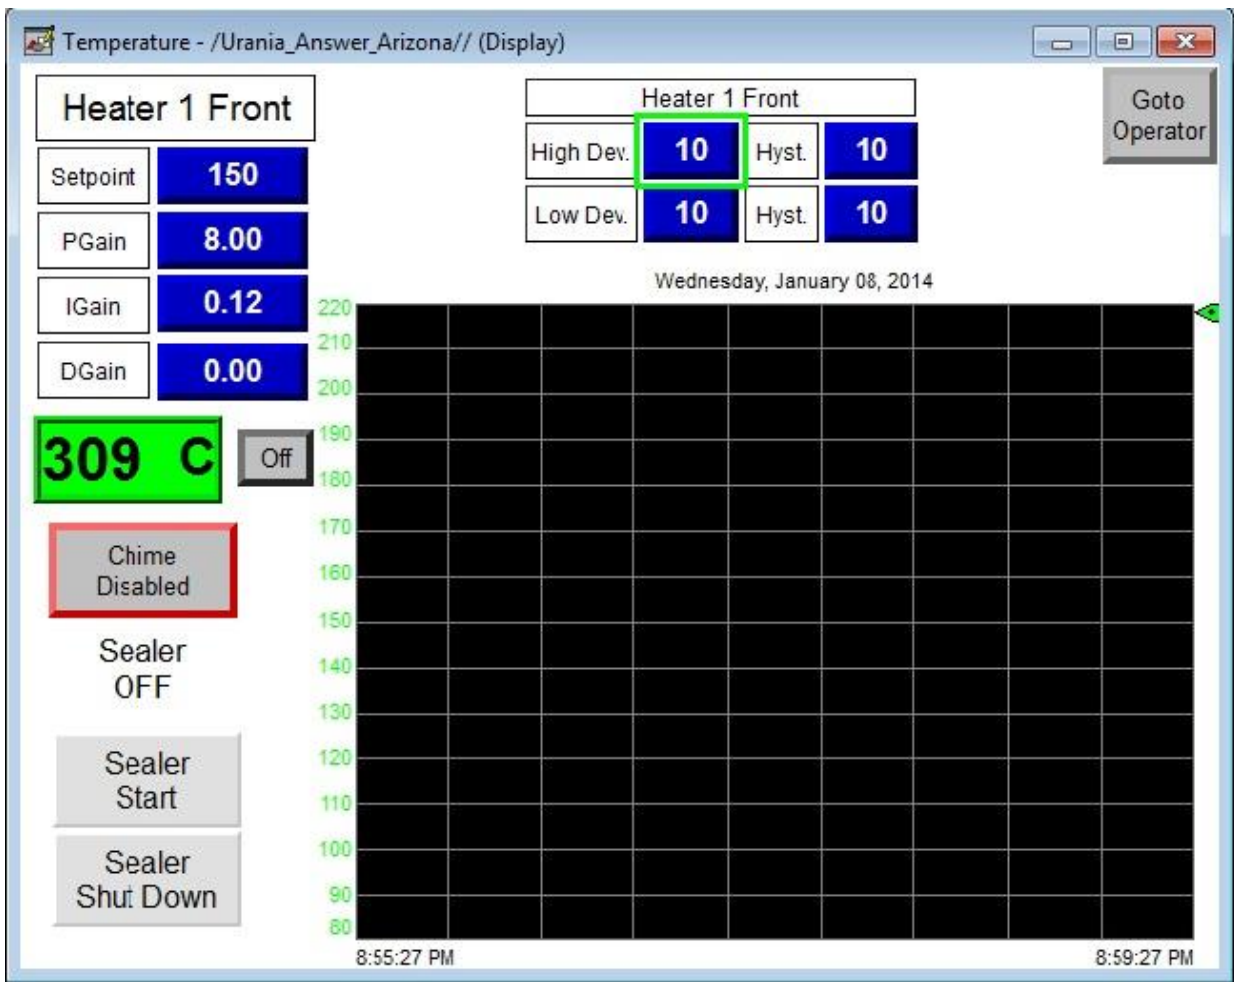 Temperature - /Urania_Answer_Arizona// (Display)
Heater 1 Front
Setpoint 150
PGain 8.00
IGain 0.12
DGain 0.00
309 C
Off
Chime
Disabled
Sealer
OFF
Sealer
Start
Sealer
Shut Down
Heater 1 Front
High Dev. 10 Hyst. 10
Low Dev. 10 Hyst. 10
Goto
Operator
Wednesday, January 08, 2014
220
210
200
190
180
170
160
150
140
130
120
110
100
90
80
8:55:27 PM 8:59:27 PM